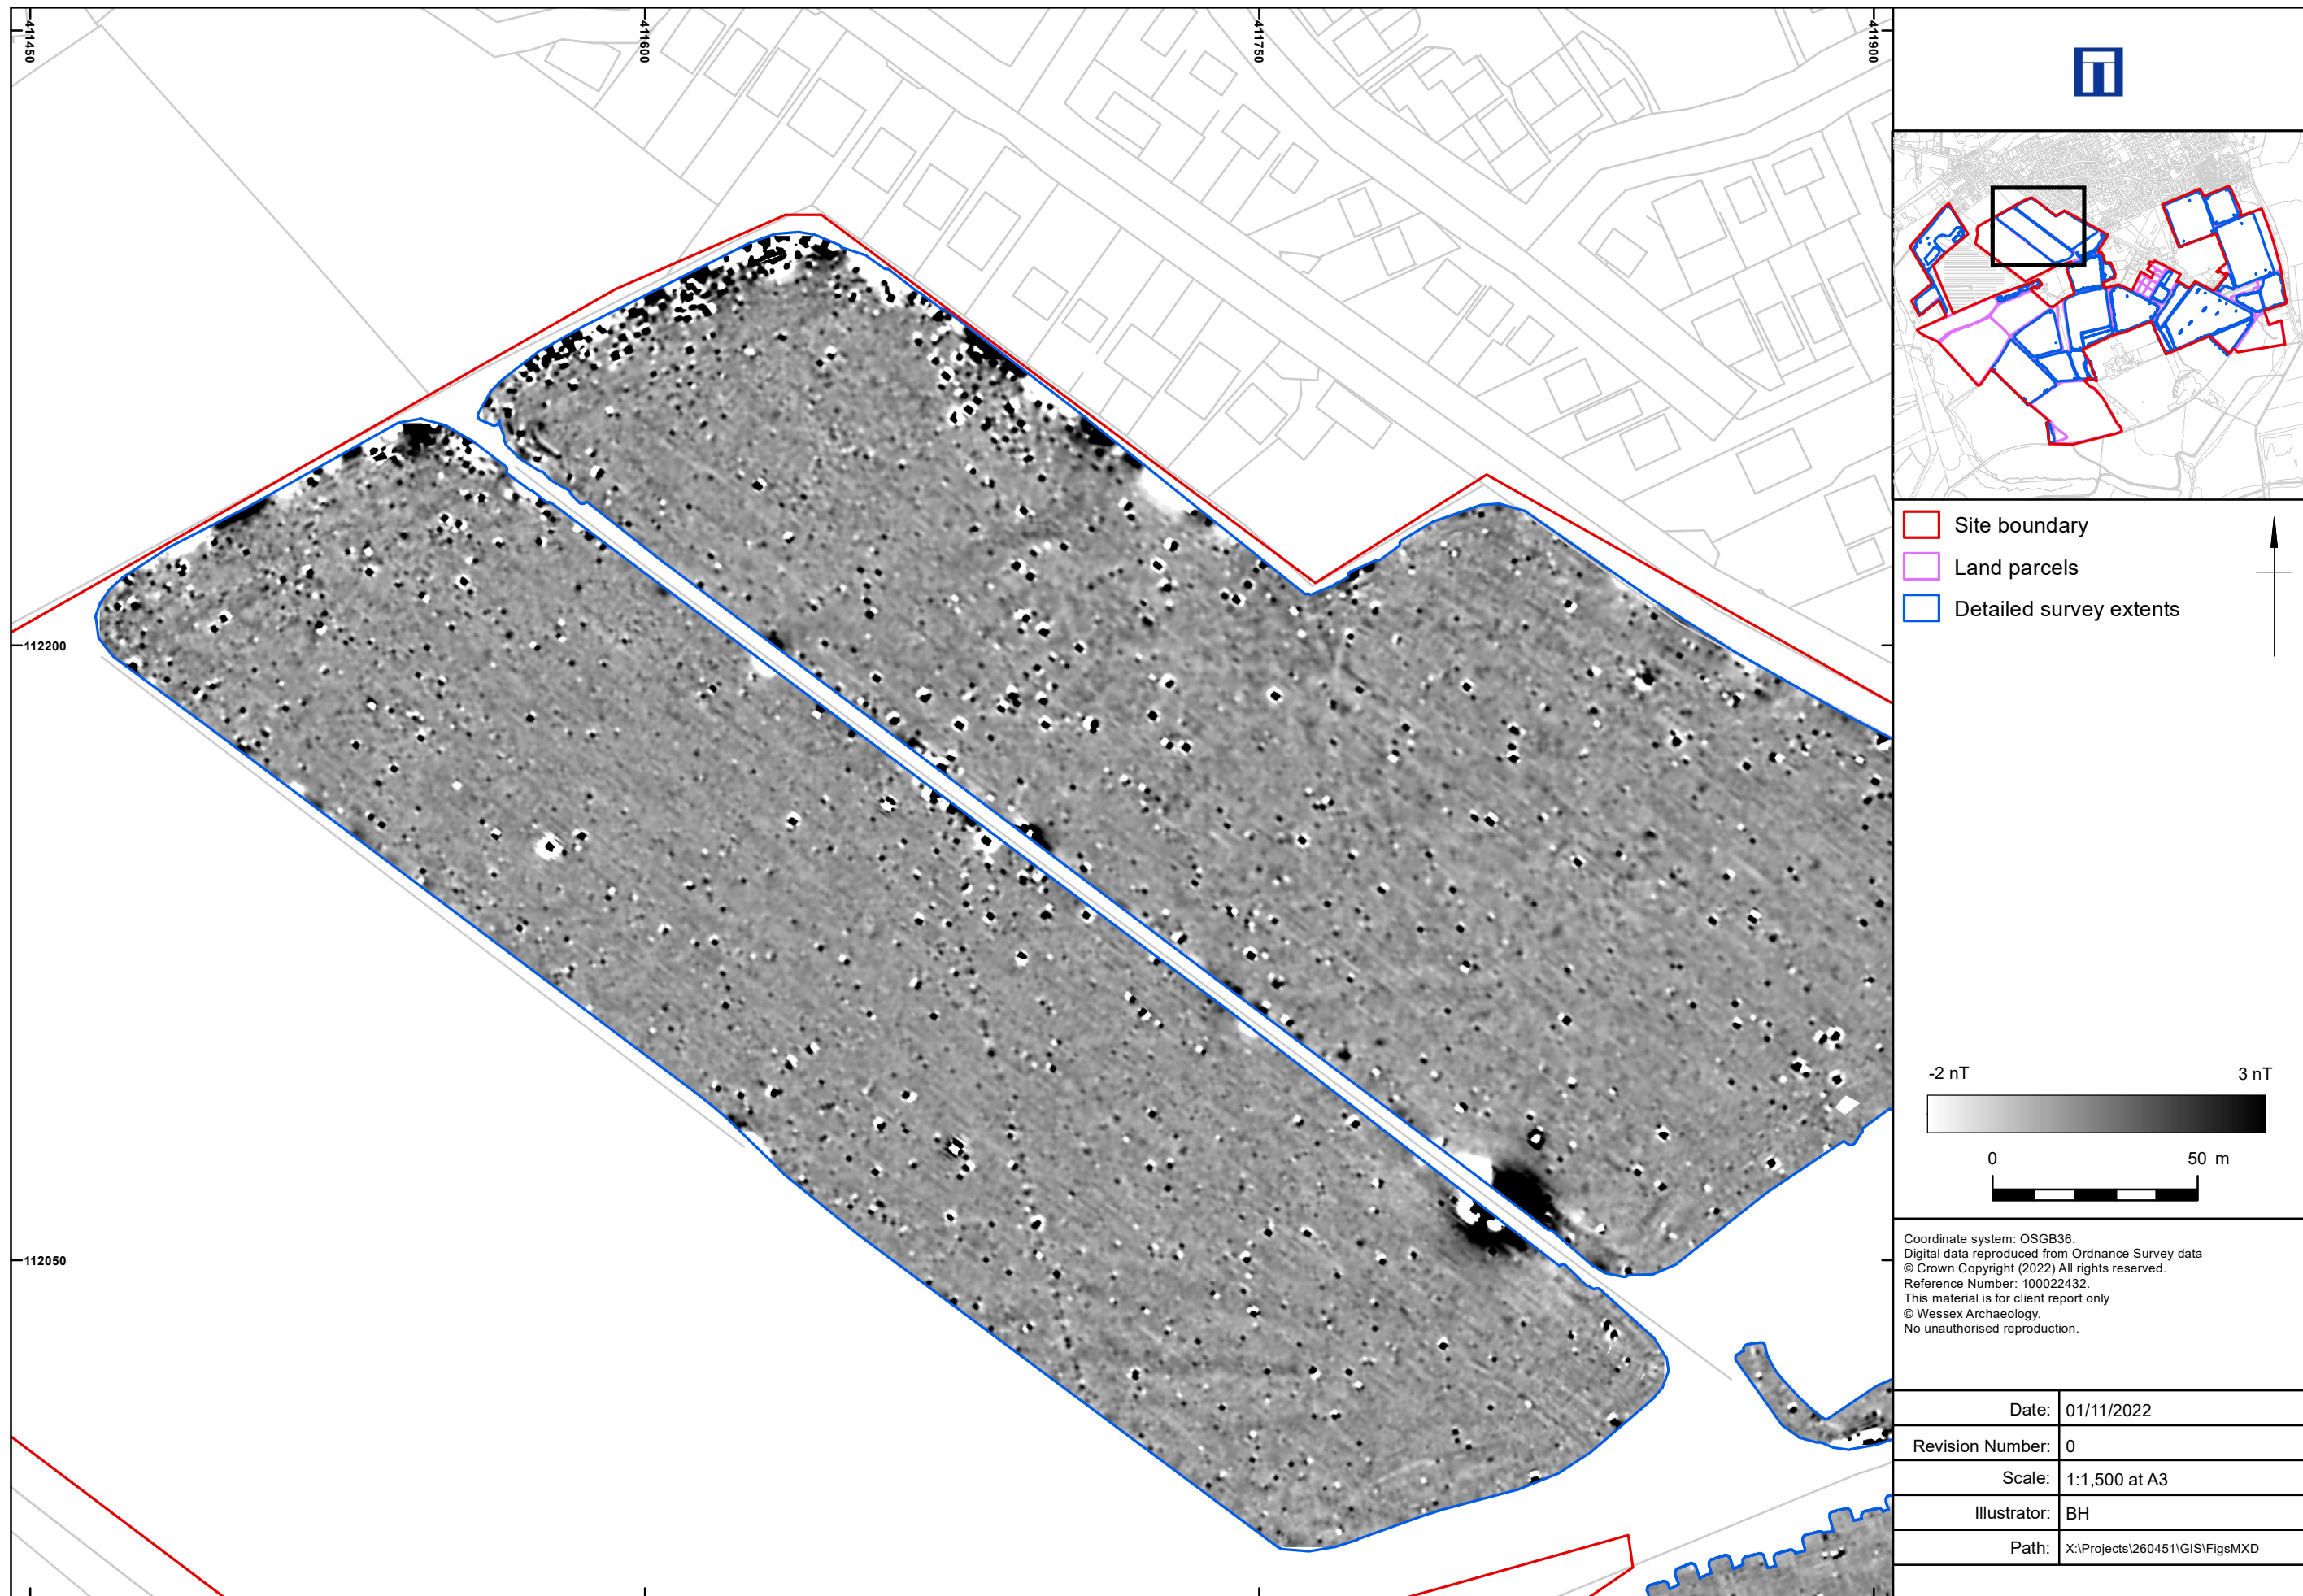 411450
411600
411750
411900
112200
112050
Site boundary
Land parcels
Detailed survey extents
-2 nT
3 nT
0
50 m
Coordinate system: OSGB36.
Digital data reproduced from Ordnance Survey data
© Crown Copyright (2022) All rights reserved.
Reference Number: 100022432.
This material is for client report only
© Wessex Archaeology.
No unauthorised reproduction.
Date: 01/11/2022
Revision Number: 0
Scale: 1:1,500 at A3
Illustrator: BH
Path: X:\Projects\260451\GIS\FigsMXD